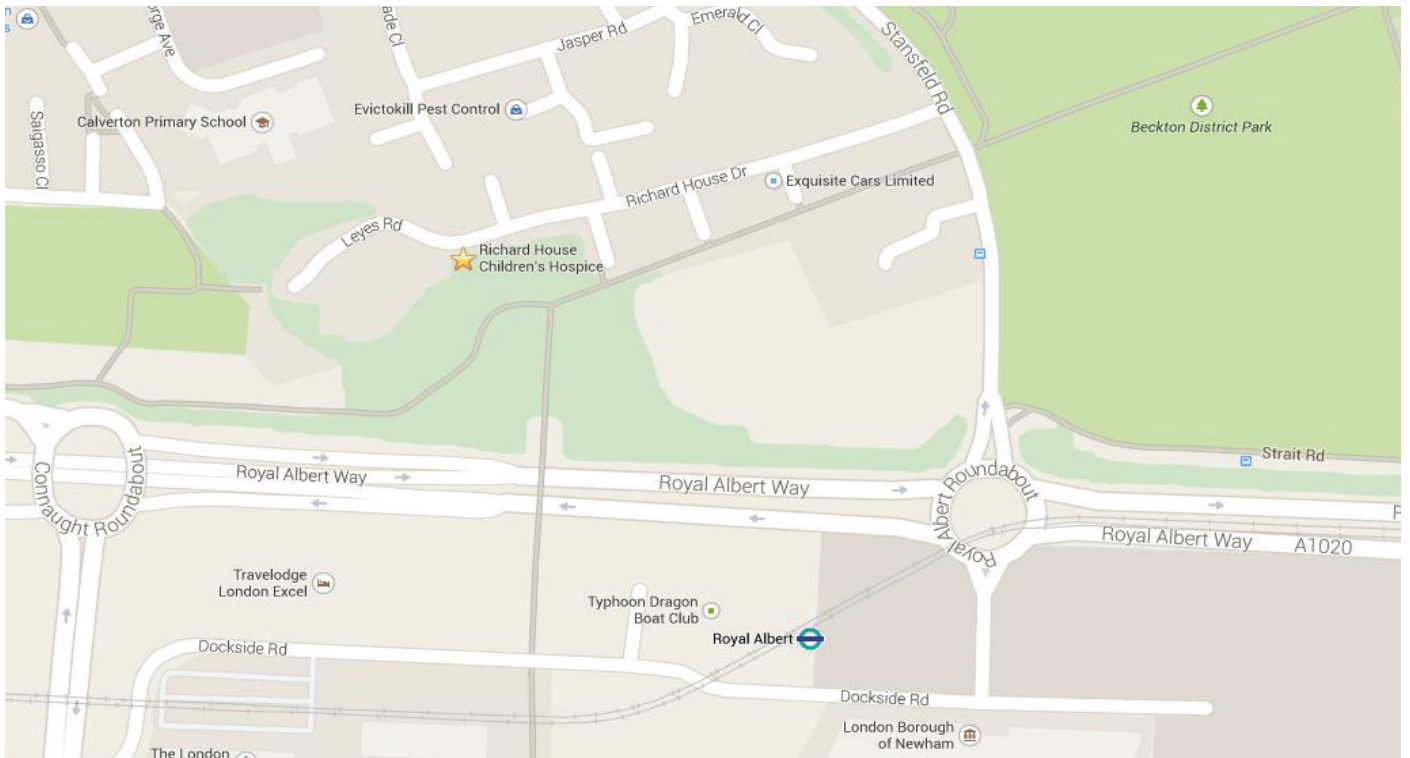 Jasper Rd
Emerald Cl
Stansfeld Rd
Evictokill Pest Control
Calverton Primary School
Saigasso Cl
Beckton District Park
Richard House Dr
Exquisite Cars Limited
Leyes Rd
Richard House
Children's Hospice
Strait Rd
Royal Albert Way
Royal Albert Way
Connaught Roundabout
Royal Albert Roundabout
Royal Albert Way
A1020
Travelodge
London Excel
Typhoon Dragon
Boat Club
Royal Albert
Dockside Rd
Dockside Rd
London Borough
of Newham
The London